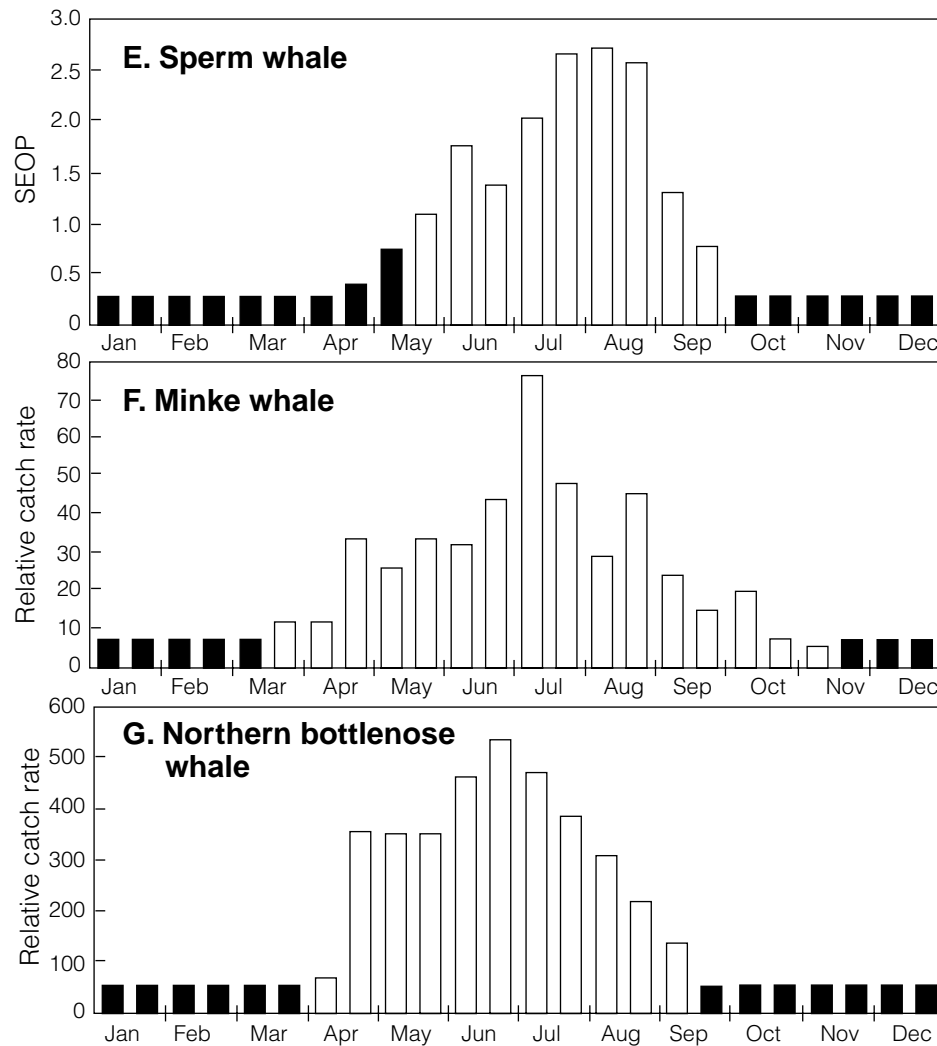 E. Sperm whale
SEOP
3.0
2.5
2.0
1.5
1.0
0.5
0
Jan Feb Mar Apr May Jun Jul Aug Sep Oct Nov Dec
F. Minke whale
Relative catch rate
80
70
60
50
40
30
20
10
0
Jan Feb Mar Apr May Jun Jul Aug Sep Oct Nov Dec
G. Northern bottlenose
whale
Relative catch rate
600
500
400
300
200
100
0
Jan Feb Mar Apr May Jun Jul Aug Sep Oct Nov Dec